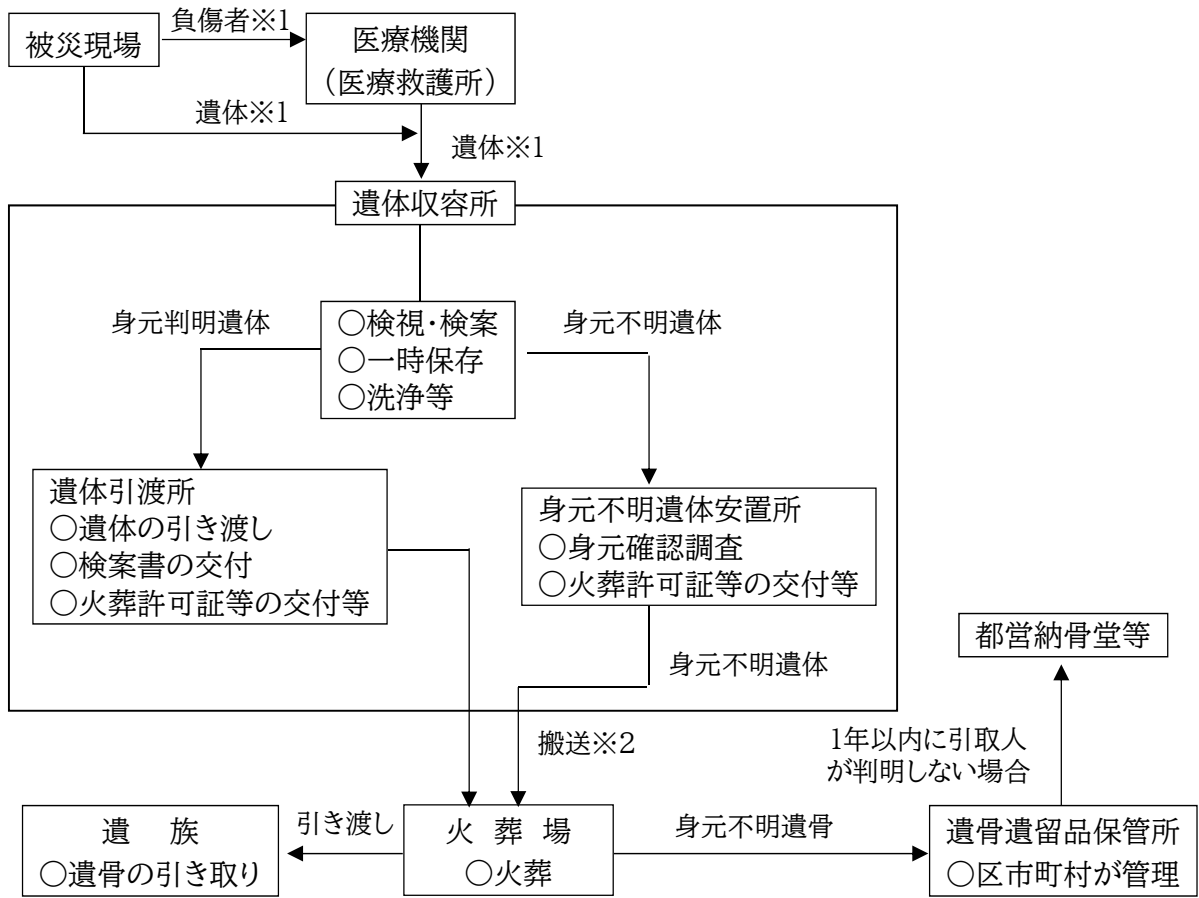 被災現場
負傷者※1
医療機関
（医療救護所）
遺体※1
遺体※1
遺体収容所
身元判明遺体
○検視・検案
○一時保存
○洗浄等
身元不明遺体
遺体引渡所
○遺体の引き渡し
○検案書の交付
○火葬許可証等の交付等
身元不明遺体安置所
○身元確認調査
○火葬許可証等の交付等
身元不明遺体
都営納骨堂等
搬送※2
1年以内に引取人
が判明しない場合
遺　族
○遺骨の引き取り
引き渡し
火 葬 場
○火葬
身元不明遺骨
遺骨遺留品保管所
○区市町村が管理